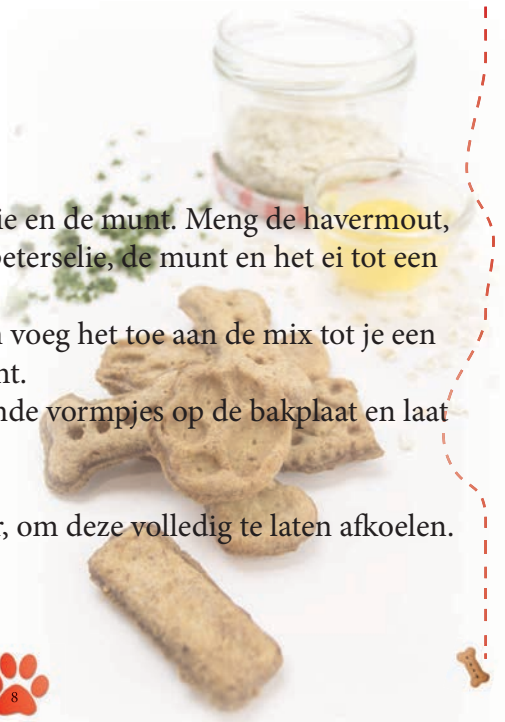 ie en de munt. Meng de havermout,
peterselie, de munt en het ei tot een
voeg het toe aan de mix tot je een
nt.
nde vormpjes op de bakplaat en laat
r, om deze volledig te laten afkoelen.
8